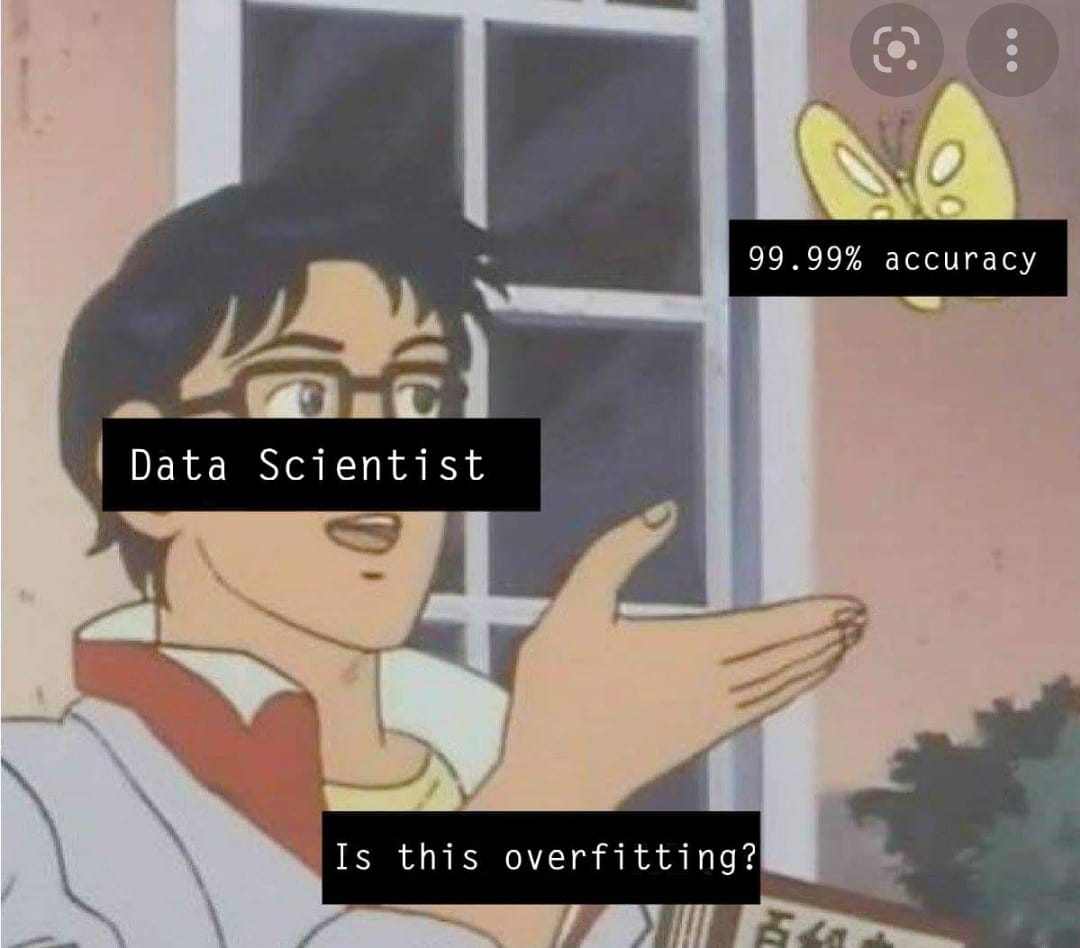 99.99% accuracy
Data Scientist
Is this overfitting?